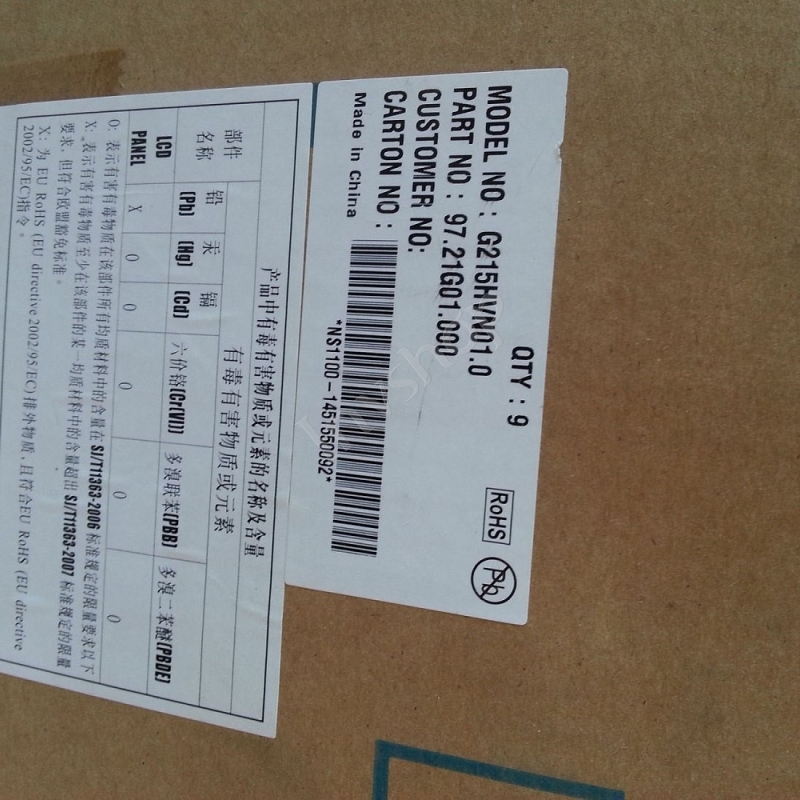 MODEL NO : G215HVN01.0
QTY : 9
PART NO : 97.21G01.000
CUSTOMER NO:
CARTON NO :
Made in China
*NS1100-1451550092*
RoHS
Pb
产品中有毒有害物质或元素的名称及含量
部件名称
有毒有害物质或元素
铅(Pb)
汞(Hg)
镉(Cd)
六价铬(Cr(VI))
多溴联苯(PBB)
多溴二苯醚(PBDE)
LCD PANEL
X
0
0
0
0
0
0: 表示有害有毒物质在该部件所有均质材料中的含量在SJ/T11363-2006 标准规定的限量要求以下
X: 表示有害有毒物质至少在该部件的某一均质材料中的含量超出 SJ/T11363-2007 标准规定的限量
要求, 但符合欧盟豁免标准。
X: 为 EU RoHS (EU directive 2002/95/EC)排外物质, 且符合EU RoHS (EU directive
2002/95/EC)指令。